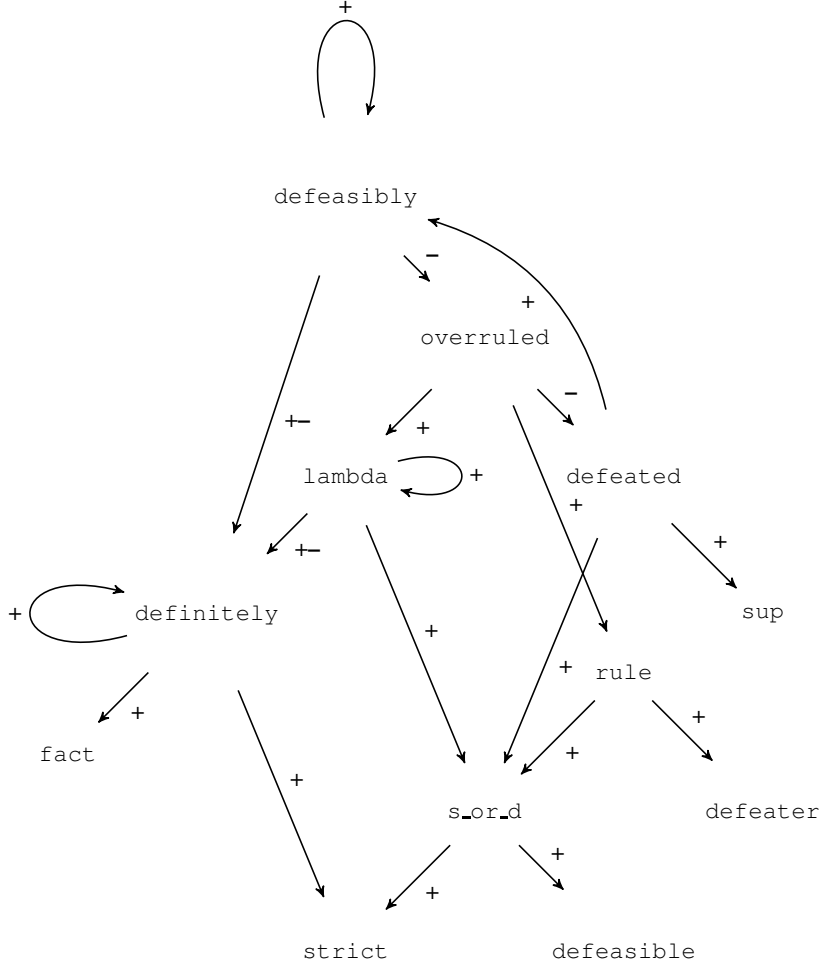 +
defeasibly
−
+
overruled
+−
+
−
lambda
+
defeated
+
+−
+
+
definitely
sup
+
+
rule
+
+
+
fact
+
+
s_or_d
defeater
+
+
strict
defeasible